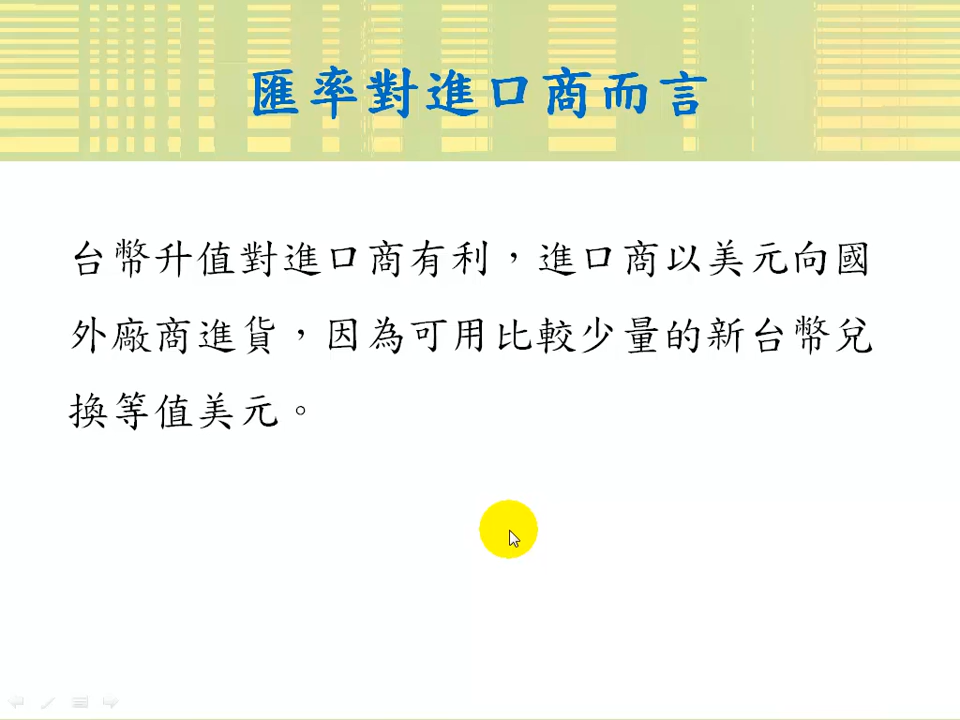 匯率對進口商而言
台幣升值對進口商有利，進口商以美元向國
外廠商進貨，因為可用比較少量的新台幣兌
換等值美元。